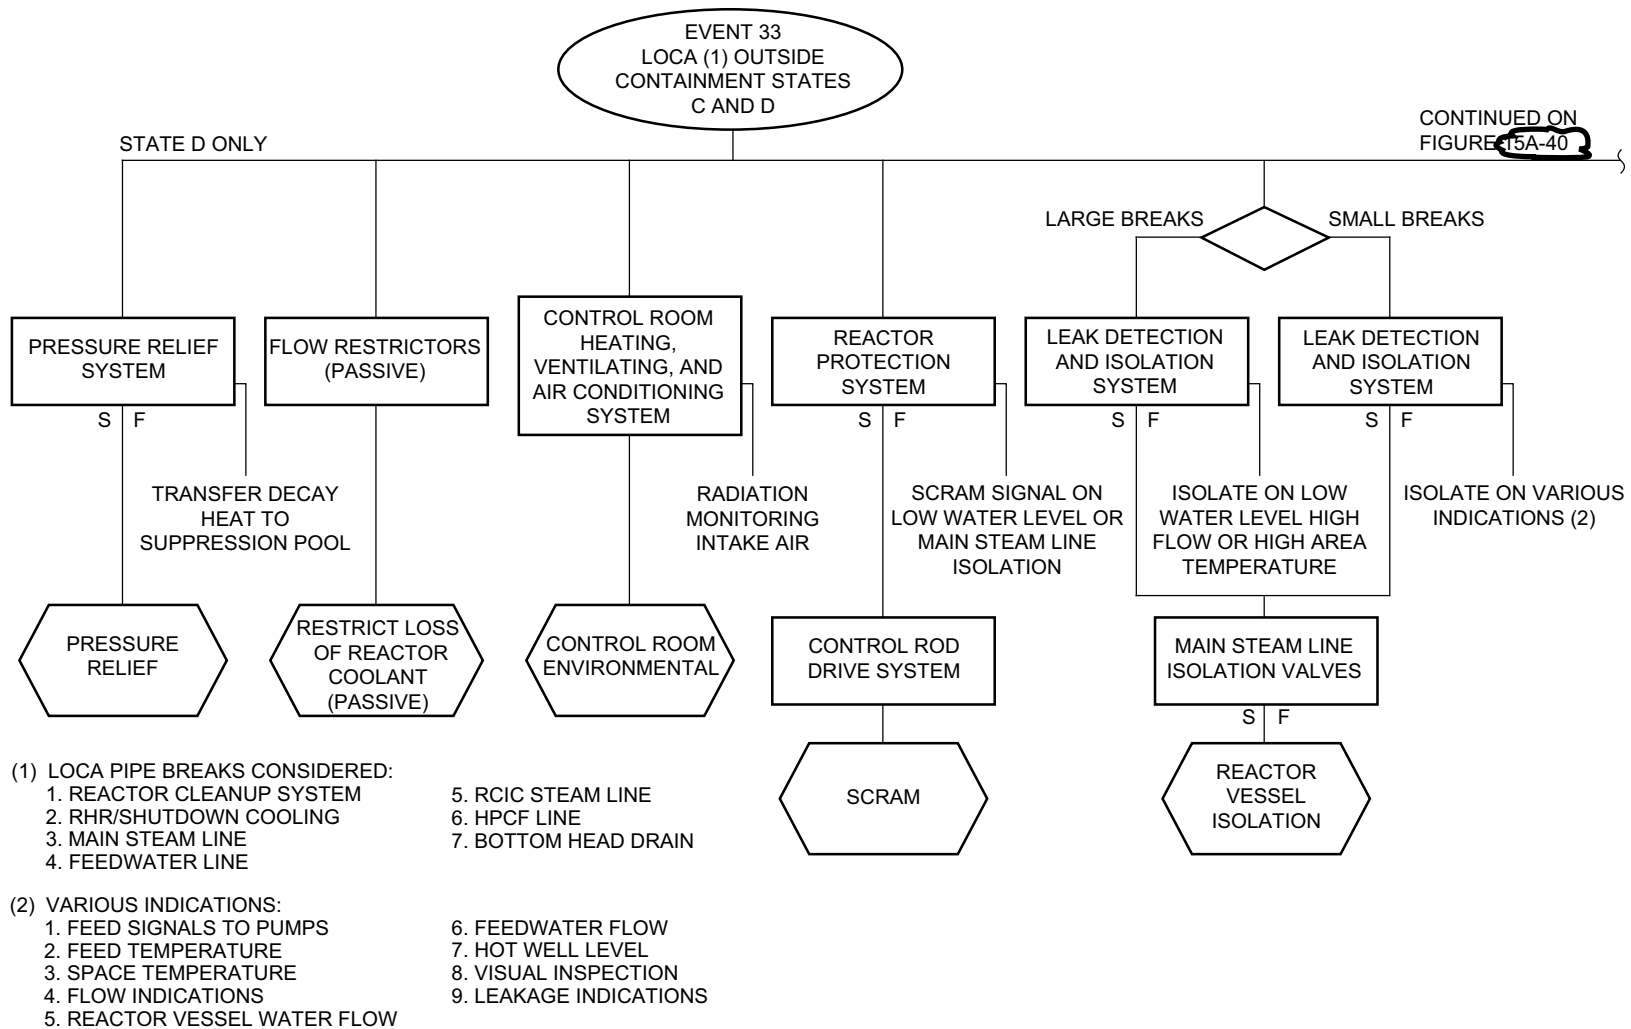 EVENT 33
LOCA (1) OUTSIDE
CONTAINMENT STATES
C AND D
STATE D ONLY
CONTINUED ON
FIGURE 15A-40
LARGE BREAKS
SMALL BREAKS
PRESSURE RELIEF
SYSTEM
S F
TRANSFER DECAY
HEAT TO
SUPPRESSION POOL
PRESSURE
RELIEF
FLOW RESTRICTORS
(PASSIVE)
RESTRICT LOSS
OF REACTOR
COOLANT
(PASSIVE)
CONTROL ROOM
HEATING,
VENTILATING, AND
AIR CONDITIONING
SYSTEM
RADIATION
MONITORING
INTAKE AIR
CONTROL ROOM
ENVIRONMENTAL
REACTOR
PROTECTION
SYSTEM
S F
SCRAM SIGNAL ON
LOW WATER LEVEL OR
MAIN STEAM LINE
ISOLATION
CONTROL ROD
DRIVE SYSTEM
SCRAM
LEAK DETECTION
AND ISOLATION
SYSTEM
S F
ISOLATE ON LOW
WATER LEVEL HIGH
FLOW OR HIGH AREA
TEMPERATURE
LEAK DETECTION
AND ISOLATION
SYSTEM
S F
ISOLATE ON VARIOUS
INDICATIONS (2)
MAIN STEAM LINE
ISOLATION VALVES
S F
REACTOR
VESSEL
ISOLATION
(1) LOCA PIPE BREAKS CONSIDERED:
1. REACTOR CLEANUP SYSTEM
2. RHR/SHUTDOWN COOLING
3. MAIN STEAM LINE
4. FEEDWATER LINE
5. RCIC STEAM LINE
6. HPCF LINE
7. BOTTOM HEAD DRAIN
(2) VARIOUS INDICATIONS:
1. FEED SIGNALS TO PUMPS
2. FEED TEMPERATURE
3. SPACE TEMPERATURE
4. FLOW INDICATIONS
5. REACTOR VESSEL WATER FLOW
6. FEEDWATER FLOW
7. HOT WELL LEVEL
8. VISUAL INSPECTION
9. LEAKAGE INDICATIONS